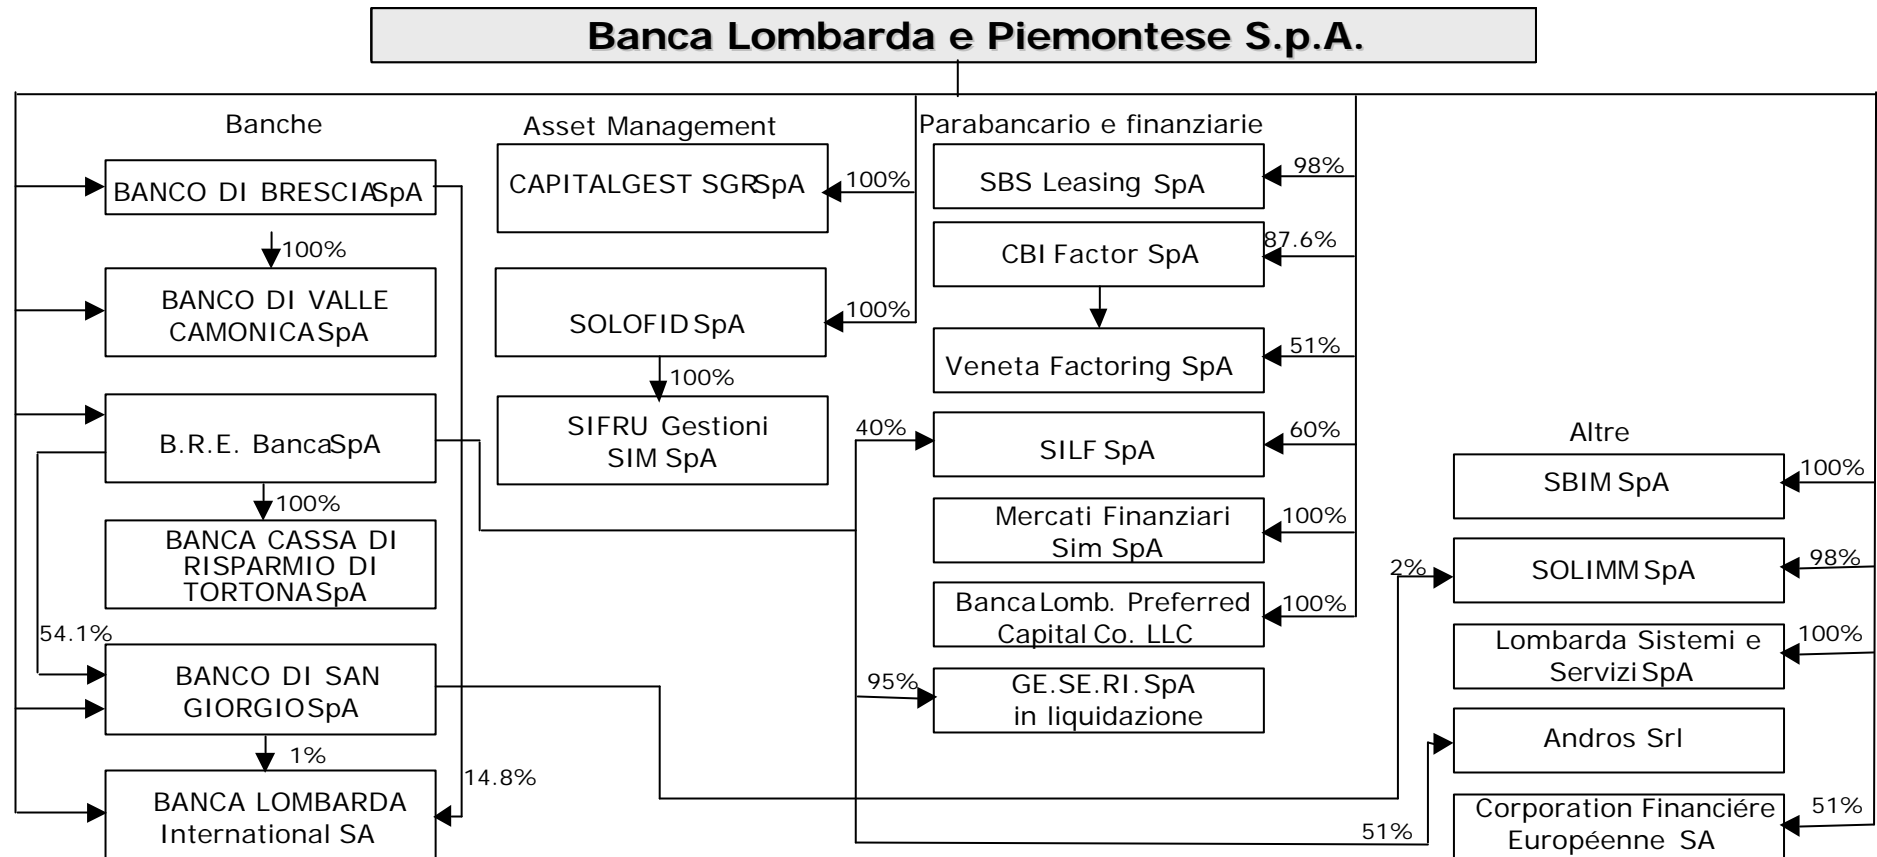 Banca Lombarda e Piemontese S.p.A.
Banche
BANCO DI BRESCIA SpA
100%
BANCO DI VALLE
CAMONICA SpA
B.R.E. Banca SpA
100%
BANCA CASSA DI
RISPARMIO DI
TORTONA SpA
54.1%
BANCO DI SAN
GIORGIO SpA
1%
14.8%
BANCA LOMBARDA
International SA
Asset Management
CAPITALGEST SGR SpA
100%
SOLOFID SpA
100%
100%
SIFRU Gestioni
SIM SpA
Parabancario e finanziarie
SBS Leasing SpA
98%
CBI Factor SpA
87.6%
Veneta Factoring SpA
51%
40%
SILF SpA
60%
Mercati Finanziari
Sim SpA
100%
Banca Lomb. Preferred
Capital Co. LLC
100%
95%
GE.SE.RI. SpA
in liquidazione
Altre
SBIM SpA
100%
2%
SOLIMM SpA
98%
Lombarda Sistemi e
Servizi SpA
100%
Andros Srl
51%
Corporation Financiére
Européenne SA
51%